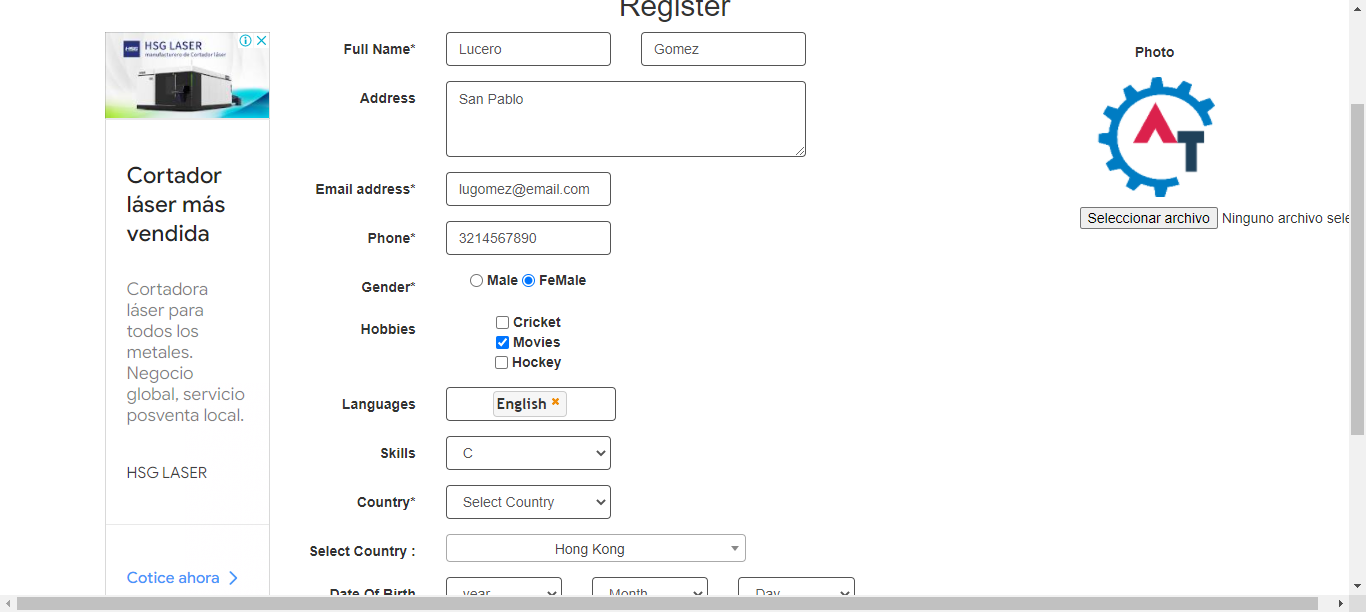 Register
HSG HSG LASER
manufacturero de Cortador láser
Cortador
láser más
vendida
Cortadora
láser para
todos los
metales.
Negocio
global, servicio
posventa local.
HSG LASER
Cotice ahora
Full Name* Lucero Gomez
Address San Pablo
Email address* lugomez@email.com
Phone* 3214567890
Gender* Male FeMale
Hobbies Cricket
Movies
Hockey
Languages English
Skills C
Country* Select Country
Select Country : Hong Kong
Date Of Birth year Month Day
Photo
AT
Seleccionar archivo Ninguno archivo sele